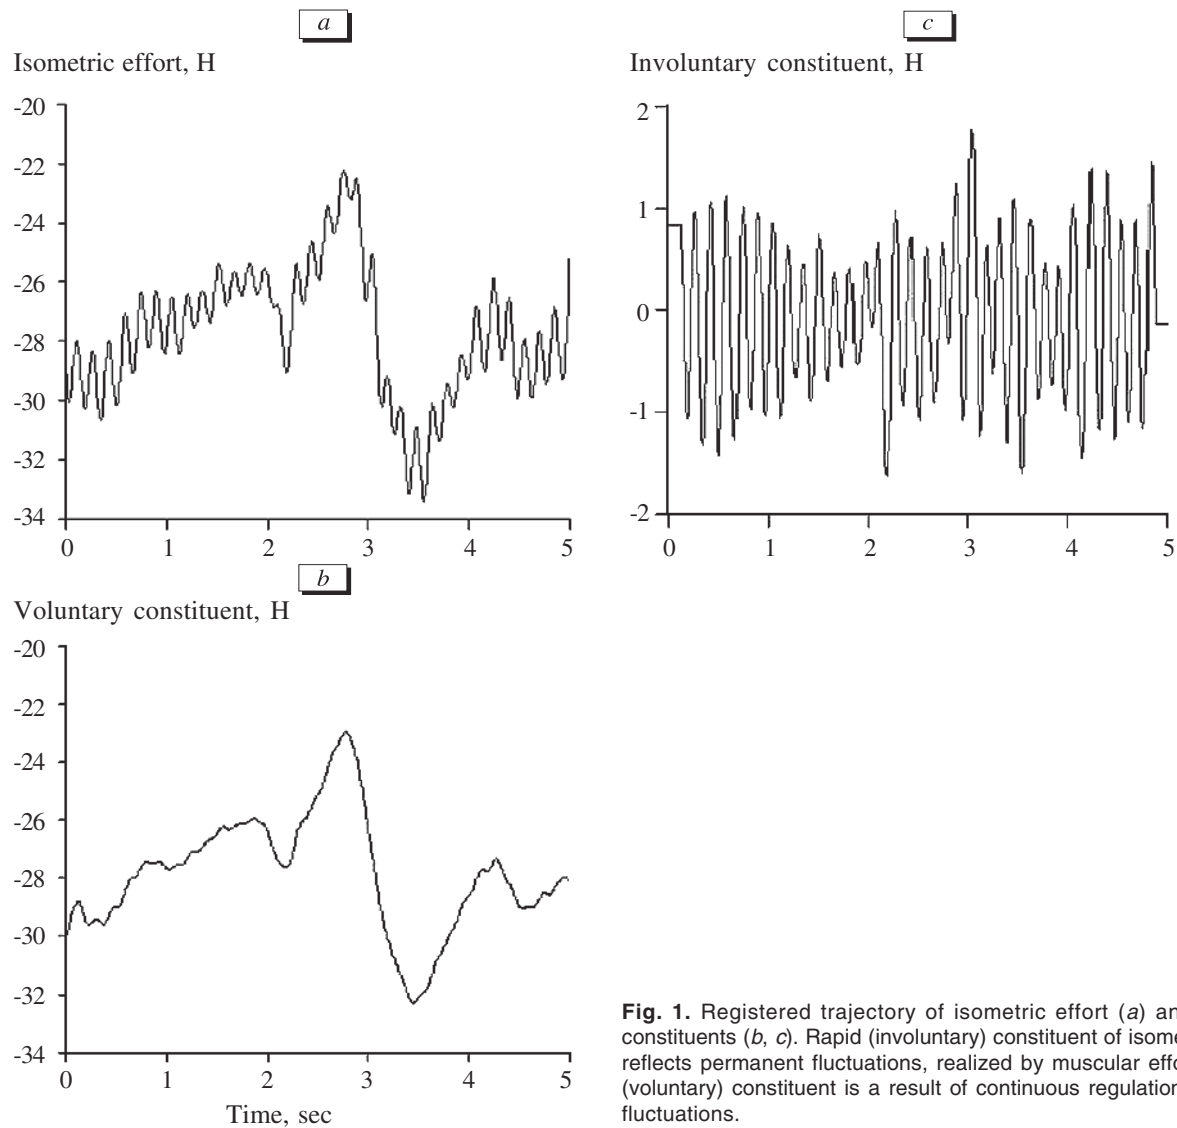 a
Isometric effort, H
-20
-22
-24
-26
-28
-30
-32
-34
0 1 2 3 4 5
c
Involuntary constituent, H
2
1
0
-1
-2
0 1 2 3 4 5
b
Voluntary constituent, H
-20
-22
-24
-26
-28
-30
-32
-34
0 1 2 3 4 5
Time, sec
Fig. 1. Registered trajectory of isometric effort (a) an
constituents (b, c). Rapid (involuntary) constituent of isome
reflects permanent fluctuations, realized by muscular effo
(voluntary) constituent is a result of continuous regulation
fluctuations.